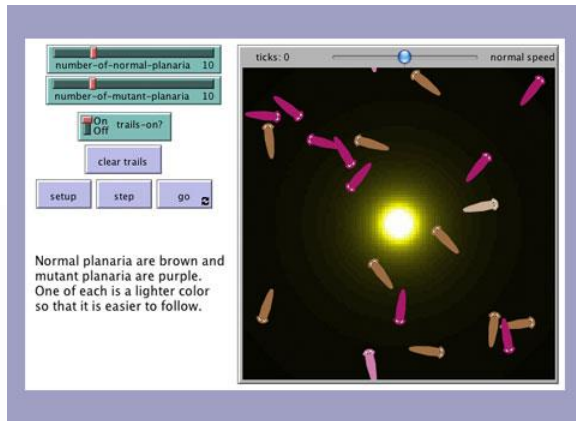 number-of-normal-planaria 10
number-of-mutant-planaria 10
On
Off
trails-on?
clear trails
setup
step
go
ticks: 0
normal speed
Normal planaria are brown and
mutant planaria are purple.
One of each is a lighter color
so that it is easier to follow.